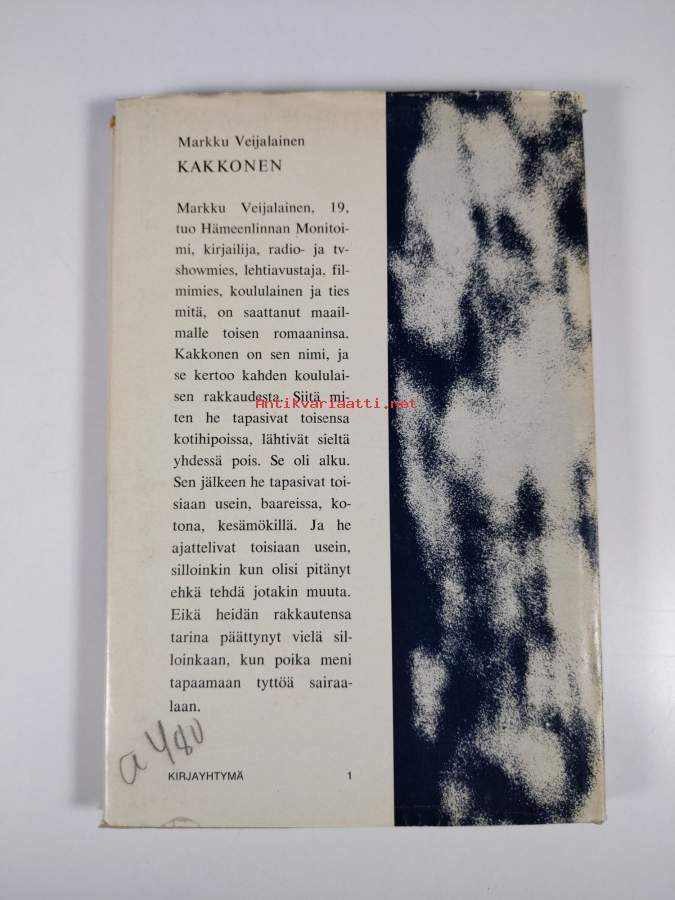 Markku Veijalainen
KAKKONEN
Markku Veijalainen, 19,
tuo Hämeenlinnan Monitoi-
mi, kirjailija, radio- ja tv-
showmies, lehtiavustaja, fil-
mimies, koululainen ja ties
mitä, on saattanut maail-
malle toisen romaaninsa.
Kakkonen on sen nimi, ja
se kertoo kahden koululai-
sen rakkaudesta. Siitä mi-
Antikvariaatti.net
ten he tapasivat toisensa
kotihipoissa, lähtivät sieltä
yhdessä pois. Se oli alku.
Sen jälkeen he tapasivat toi-
siaan usein, baareissa, ko-
tona, kesämökillä. Ja he
ajattelivat toisiaan usein,
silloinkin kun olisi pitänyt
ehkä tehdä jotakin muuta.
Eikä heidän rakkautensa
tarina päättynyt vielä sil-
loinkaan, kun poika meni
tapaamaan tyttöä sairaa-
laan.
a 480
KIRJAYHTYMÄ 1